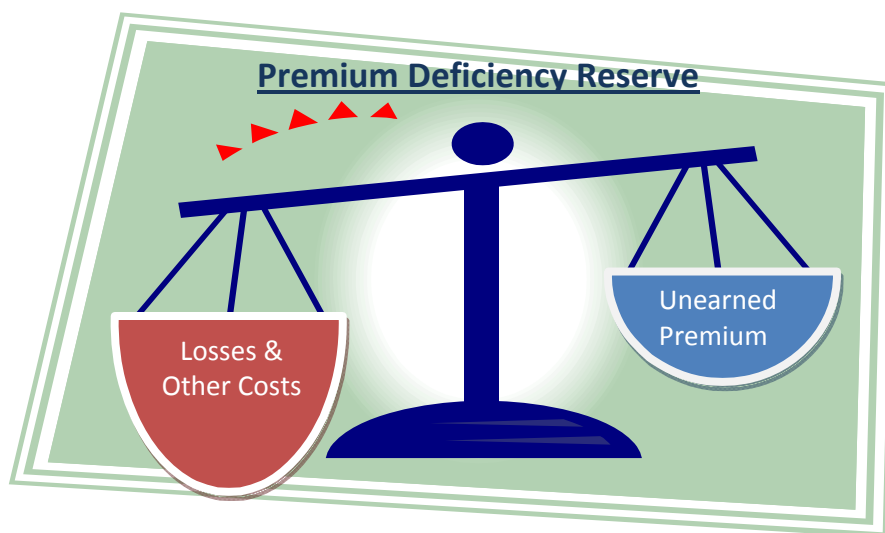 Premium Deficiency Reserve
Losses &
Other Costs
Unearned
Premium